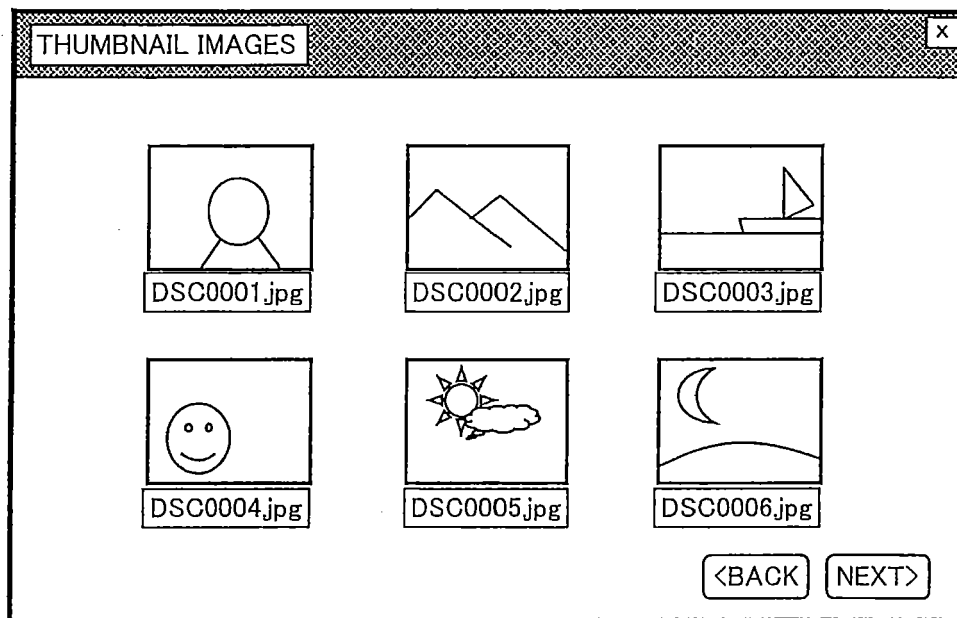 THUMBNAIL IMAGES
x
DSC0001.jpg
DSC0002.jpg
DSC0003.jpg
DSC0004.jpg
DSC0005.jpg
DSC0006.jpg
<BACK
NEXT>